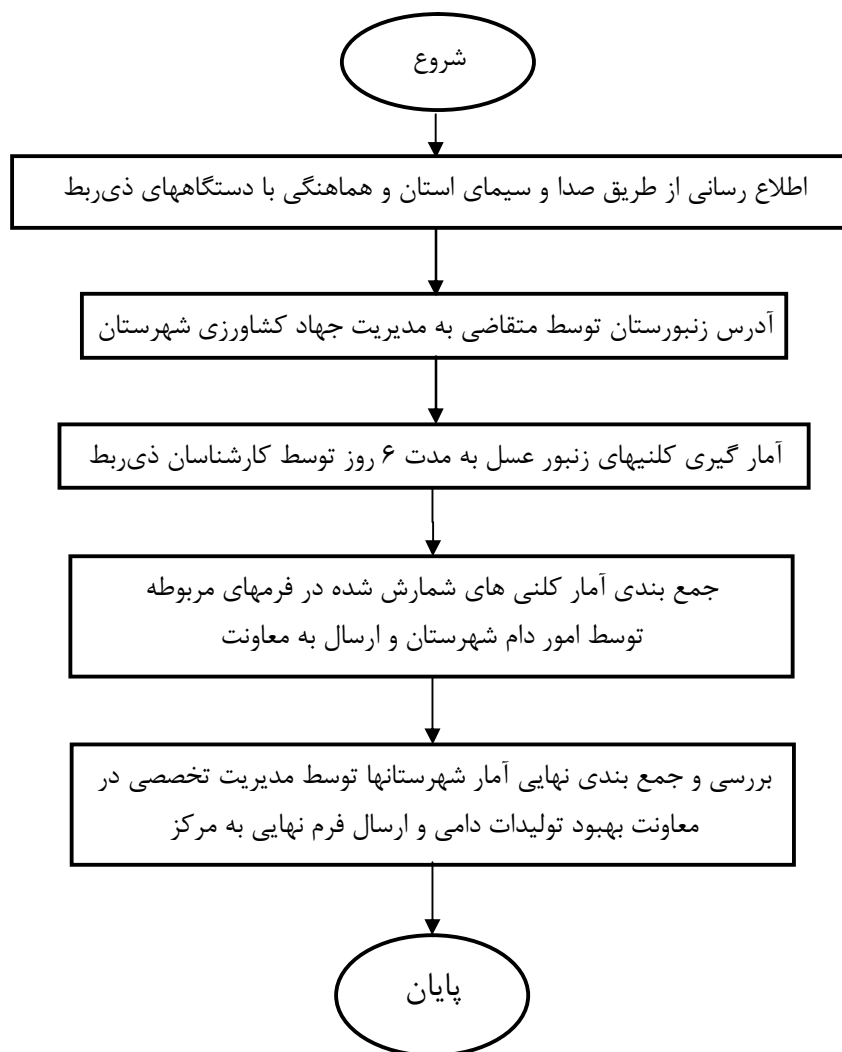 شروع
اطلاع رسانی از طریق صدا و سیمای استان و هماهنگی با دستگاههای ذی‌ربط
آدرس زنبورستان توسط متقاضی به مدیریت جهاد کشاورزی شهرستان
آمار گیری کلنیهای زنبور عسل به مدت ۶ روز توسط کارشناسان ذی‌ربط
جمع بندی آمار کلنی های شمارش شده در فرمهای مربوطه
توسط امور دام شهرستان و ارسال به معاونت
بررسی و جمع بندی نهایی آمار شهرستانها توسط مدیریت تخصصی در
معاونت بهبود تولیدات دامی و ارسال فرم نهایی به مرکز
پایان